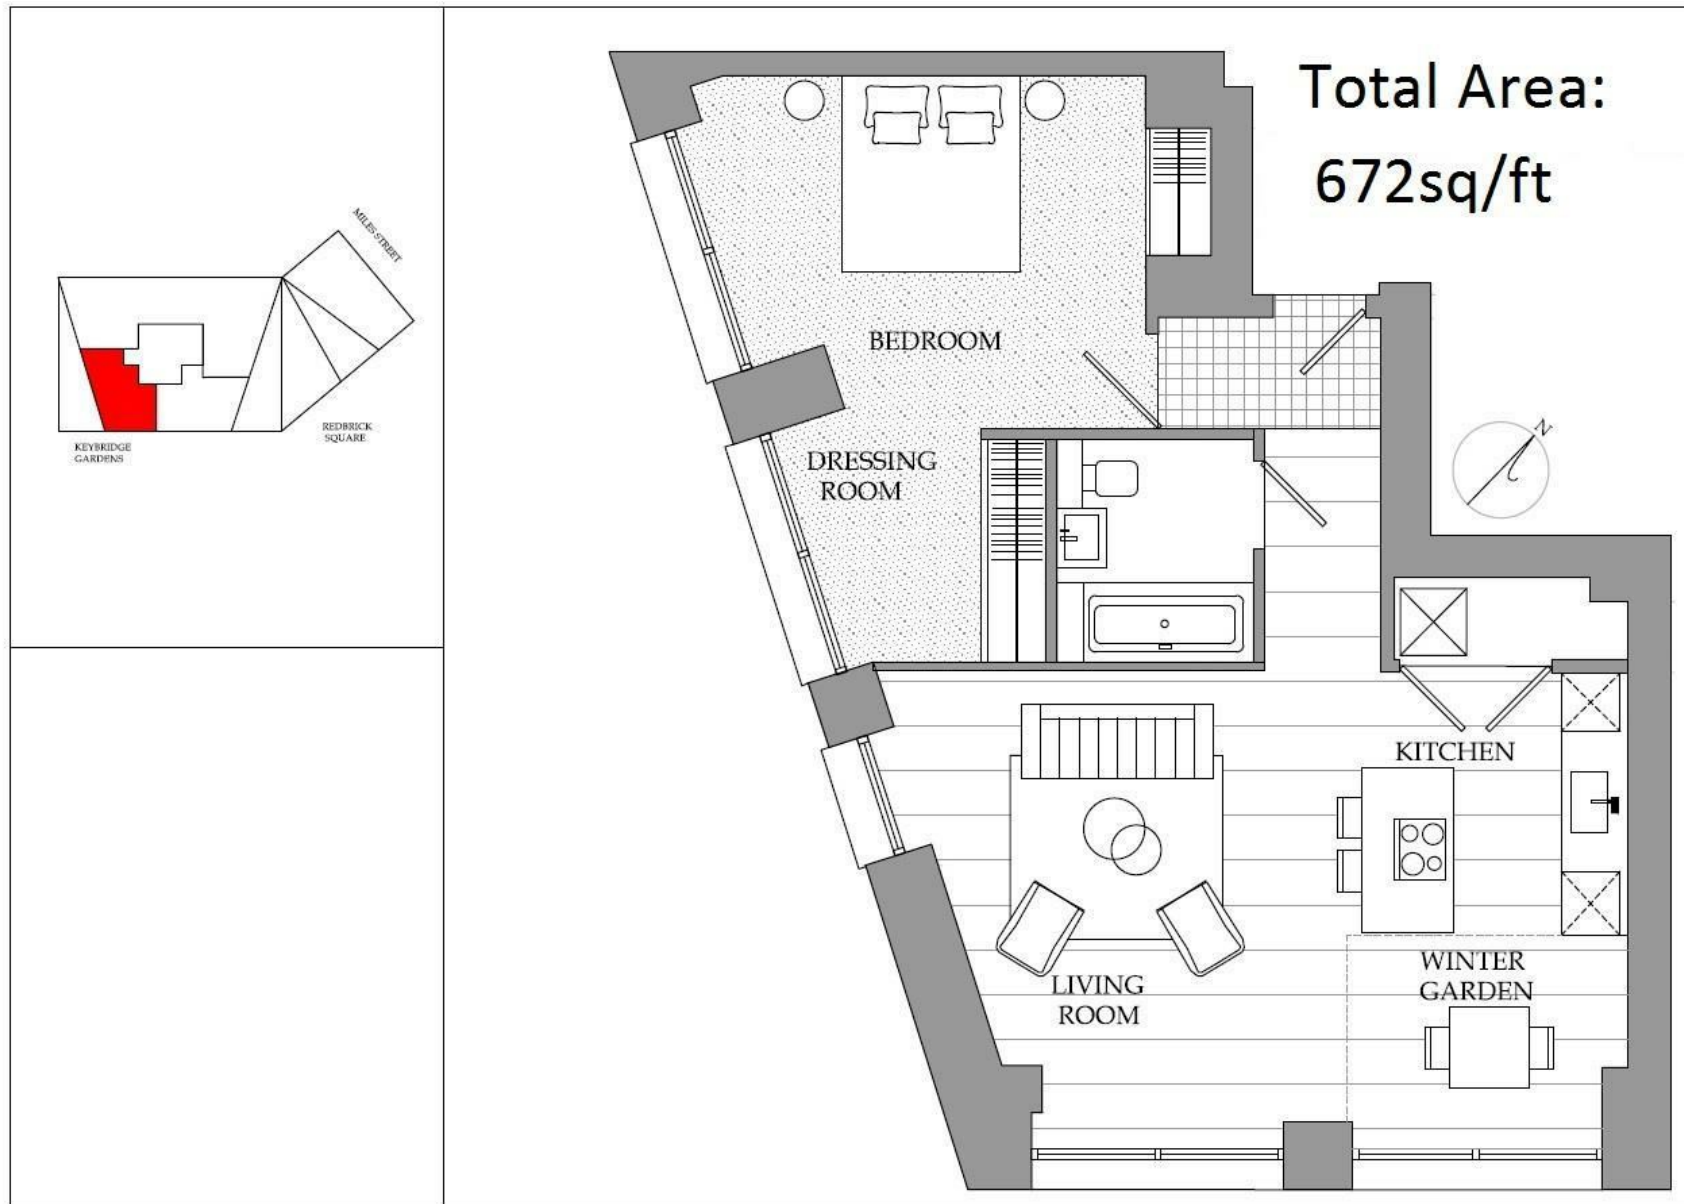 Total Area:
672sq/ft
MILES STREET
KEYBRIDGE
GARDENS
REDBRICK
SQUARE
BEDROOM
DRESSING
ROOM
N
KITCHEN
LIVING
ROOM
WINTER
GARDEN